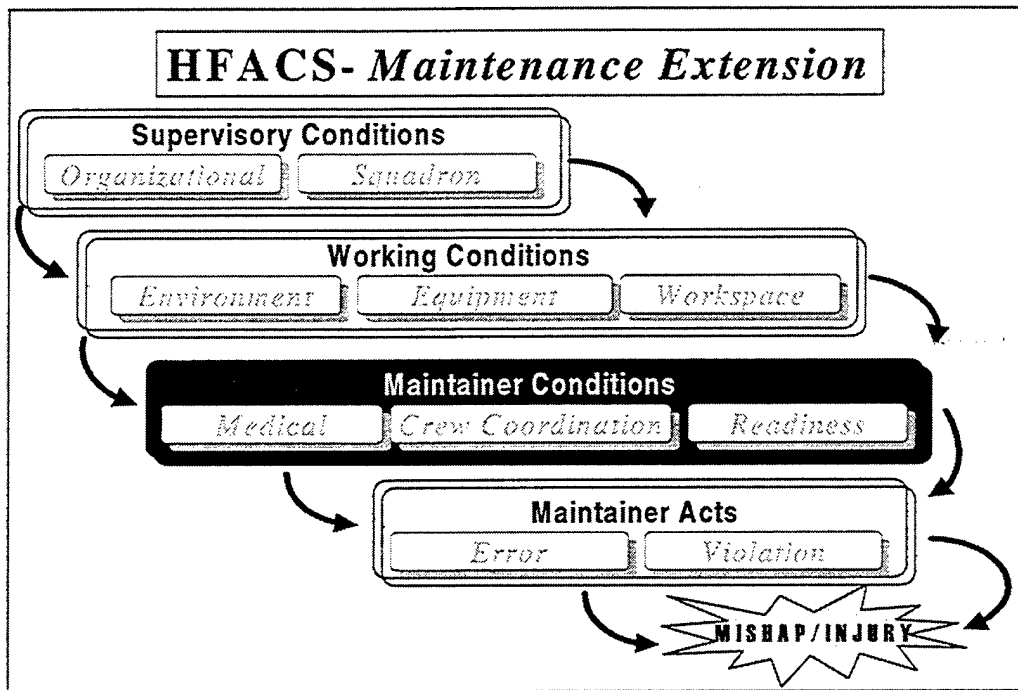 HFACS- Maintenance Extension
Supervisory Conditions
Organizational Squadron
Working Conditions
Environment Equipment Workspace
Maintainer Conditions
Medical Crew Coordination Readiness
Maintainer Acts
Error Violation
MISHAP/INJURY